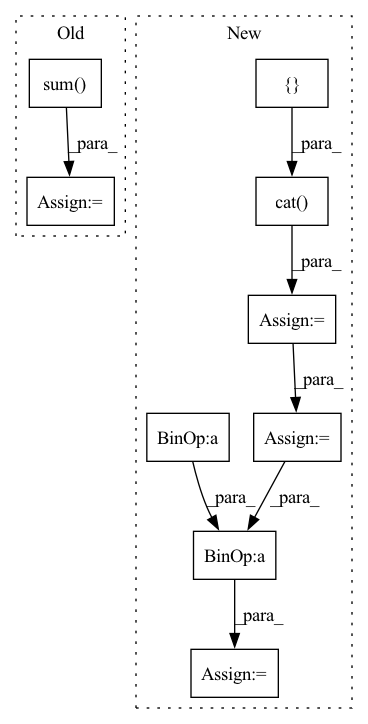 Old
New
sum()
{}
_para_
_para_
Assign:=
cat()
_para_
Assign:=
_para_
BinOp:a
Assign:=
_para_
_para_
BinOp:a
_para_
Assign:=